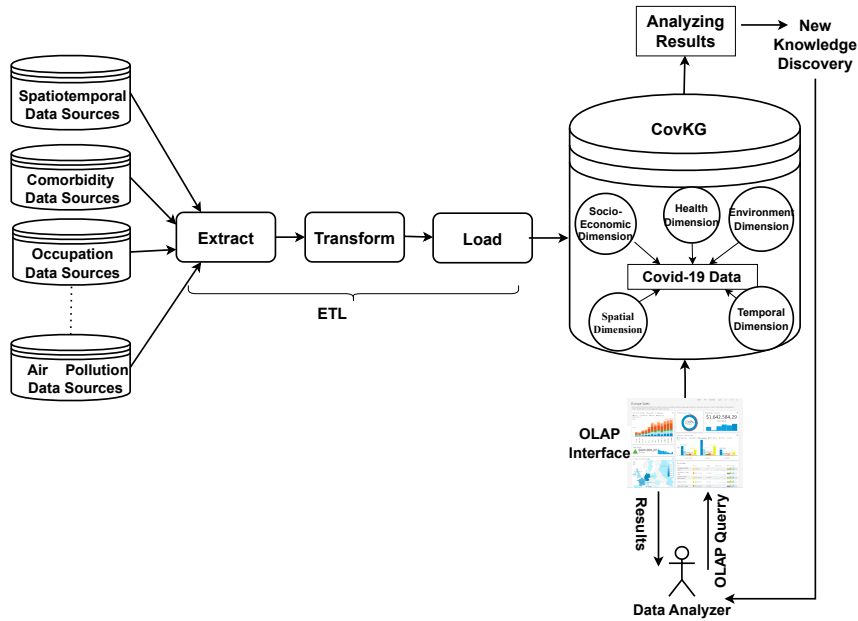 Analyzing
Results
New
Knowledge
Discovery
Spatiotemporal
Data Sources
Comorbidity
Data Sources
Occupation
Data Sources
Air Pollution
Data Sources
Extract
Transform
Load
ETL
CovKG
Socio-
Economic
Dimension
Health
Dimension
Environment
Dimension
Covid-19 Data
Spatial
Dimension
Temporal
Dimension
OLAP
Interface
$1,642,584,29
Results
OLAP Querry
Data Analyzer